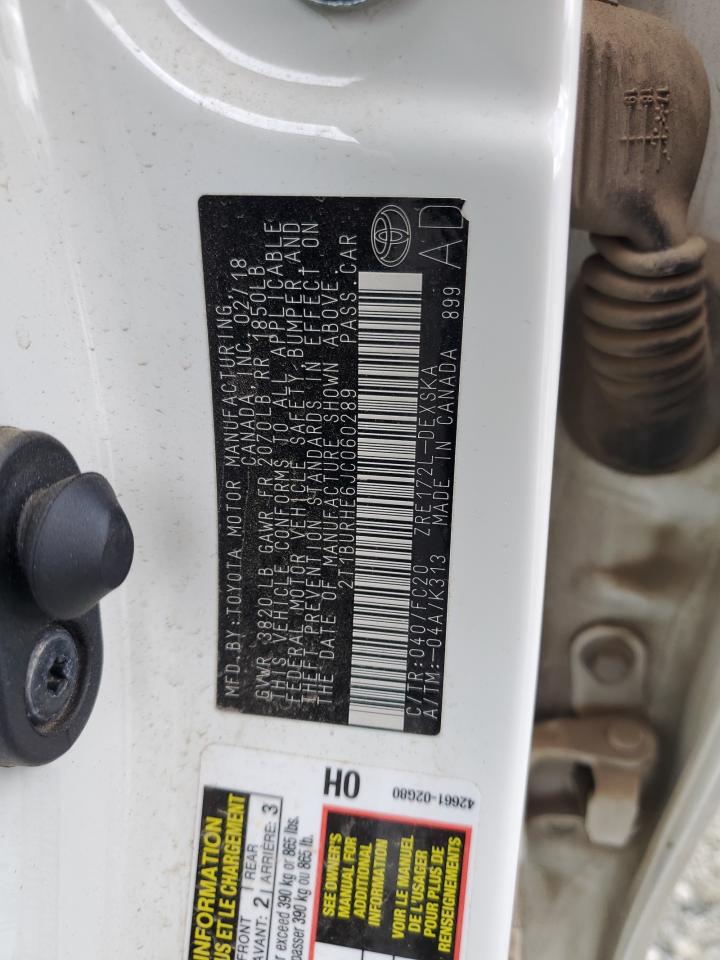 MFD.BY:TOYOTA MOTOR MANUFACTURING,
CANADA,INC. 02/18
GVWR 3820LB GAWR FR 2070LB RR 1850LB
THIS VEHICLE CONFORMS TO ALL APPLICABLE
FEDERAL MOTOR VEHICLE SAFETY, BUMPER, AND
THEFT PREVENTION STANDARDS IN EFFECT ON
THE DATE OF MANUFACTURE SHOWN ABOVE.
2T1BURHE6JC060289 PASS.CAR
C/TR:040/FC20 ZRE172L-DEXSKA
A/TM:-04A/K313 MADE IN CANADA 899
AD
INFORMATION
US ET LE CHARGEMENT
FRONT REAR
AVANT: 2 ARRIÈRE: 3
r exceed 390 kg or 865 lbs.
passer 390 kg ou 865 lb.
OH
42661-02G80
SEE OWNER'S
MANUAL FOR
ADDITIONAL
INFORMATION
VOIR LE MANUEL
DE L'USAGER
POUR PLUS DE
RENSEIGNEMENTS